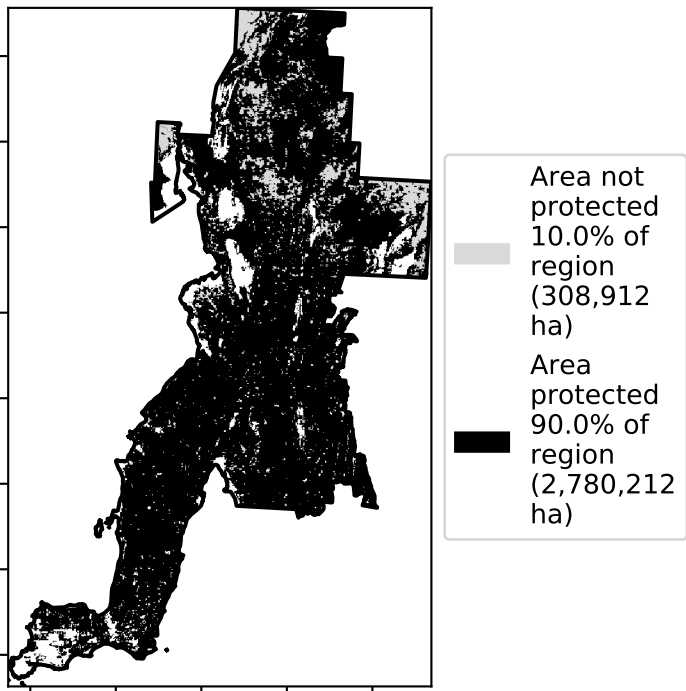 Area not
protected
10.0% of
region
(308,912
ha)
Area
protected
90.0% of
region
(2,780,212
ha)